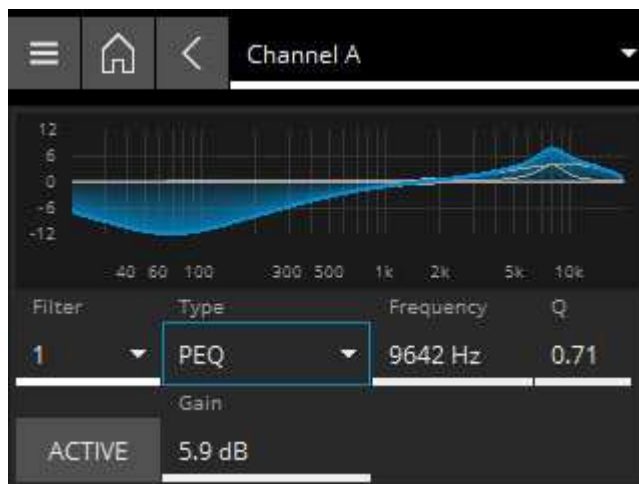 Channel A
12
6
0
-6
-12
40 60 100 300 500 1k 2k 5k 10k
Filter Type Frequency Q
1 PEQ 9642 Hz 0.71
Gain
ACTIVE 5.9 dB